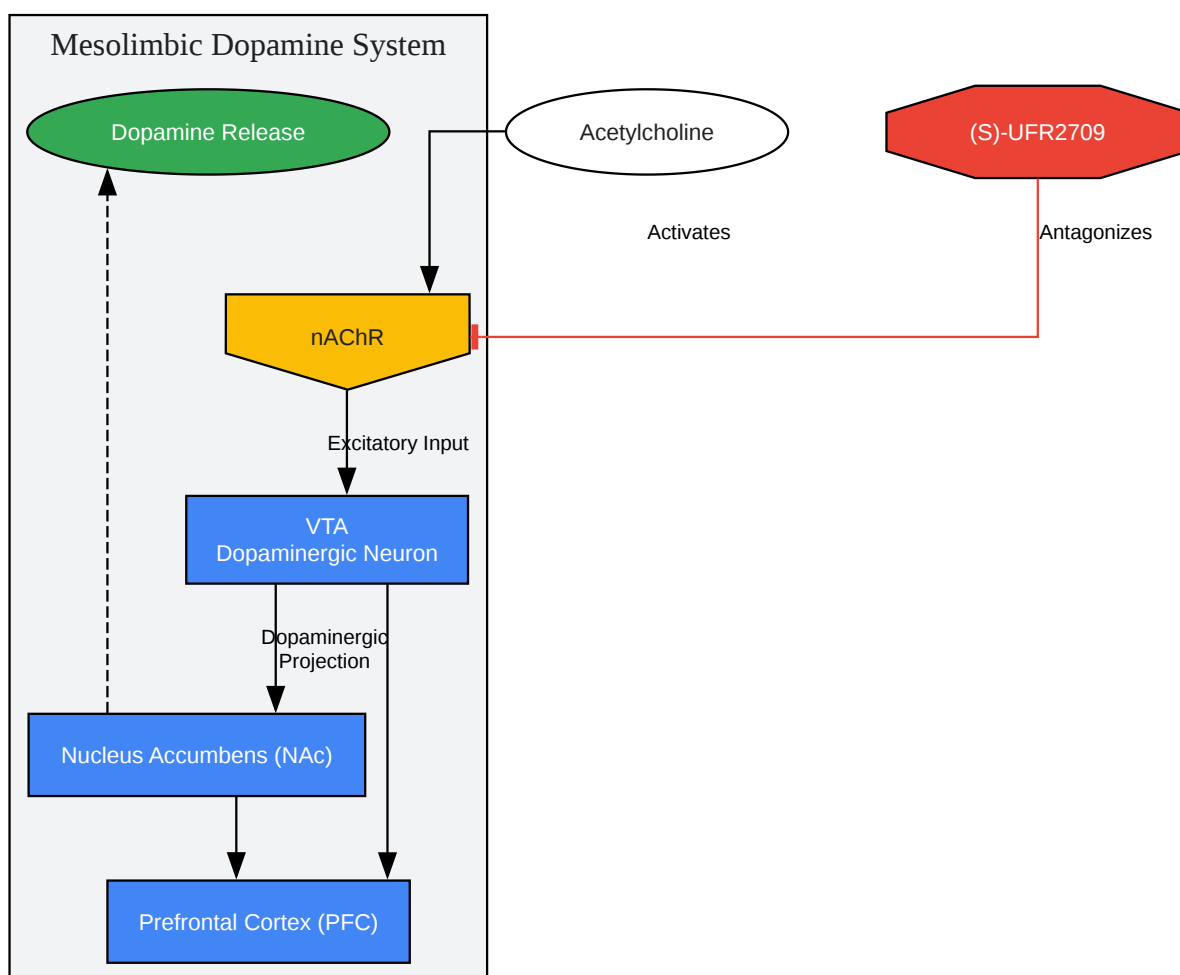 Mesolimbic Dopamine System
Dopamine Release
Acetylcholine
(S)-UFR2709
Activates
Antagonizes
nAChR
Excitatory Input
VTA
Dopaminergic Neuron
Dopaminergic
Projection
Nucleus Accumbens (NAc)
Prefrontal Cortex (PFC)